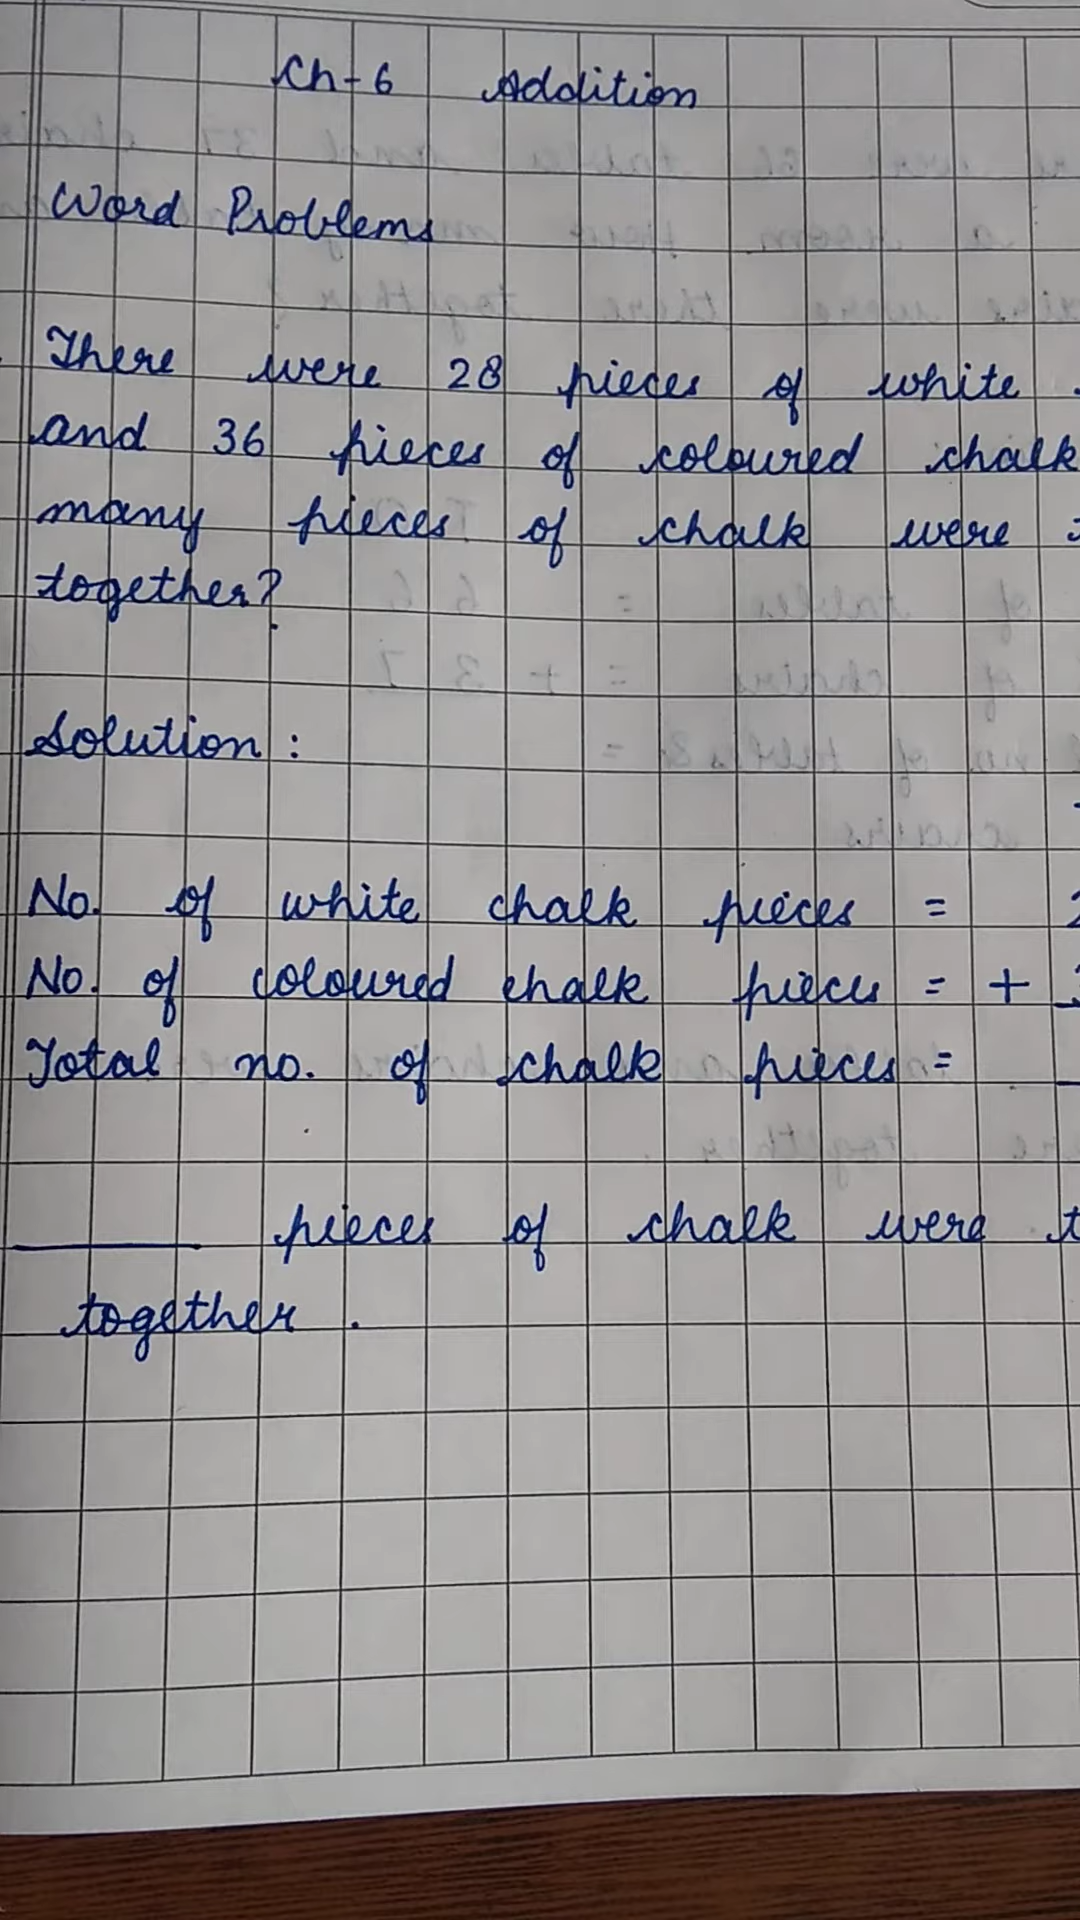 Ch-6 Addition
Word Problems
There were 28 pieces of white
and 36 pieces of coloured chalk
many pieces of chalk were
together?
Solution:
No. of white chalk pieces =
No. of coloured chalk pieces = +
Total no. of chalk pieces =
_____ pieces of chalk were
together.